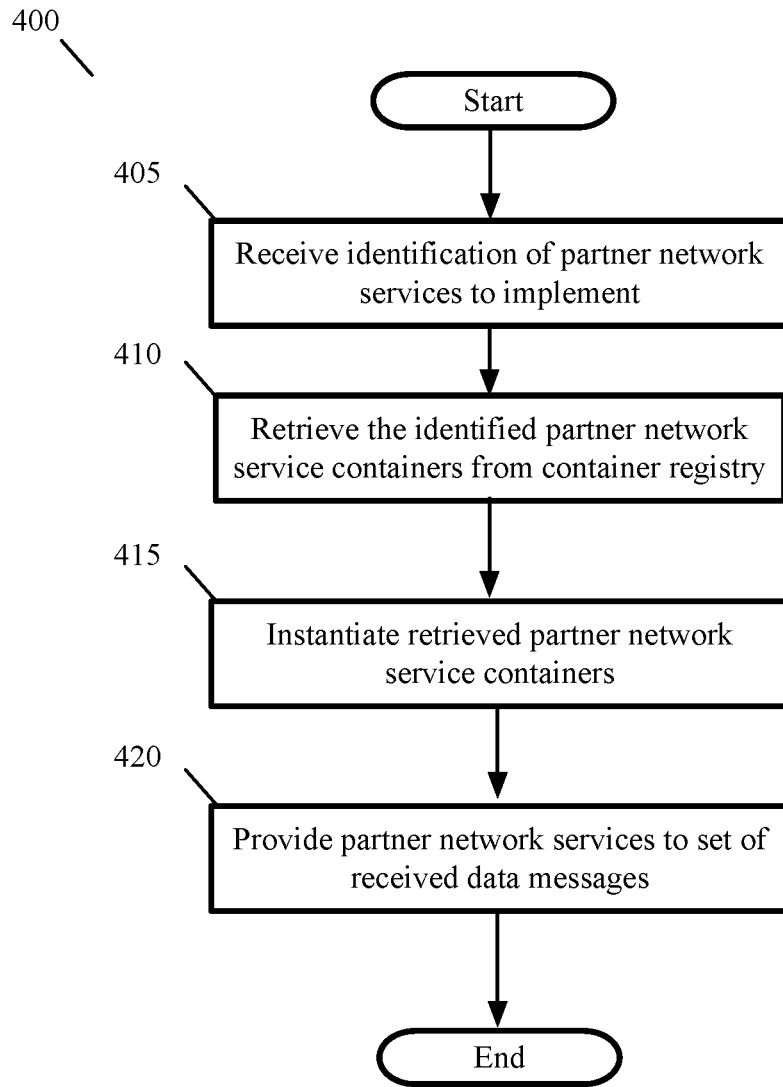 400
Start
405
Receive identification of partner network
services to implement
410
Retrieve the identified partner network
service containers from container registry
415
Instantiate retrieved partner network
service containers
420
Provide partner network services to set of
received data messages
End